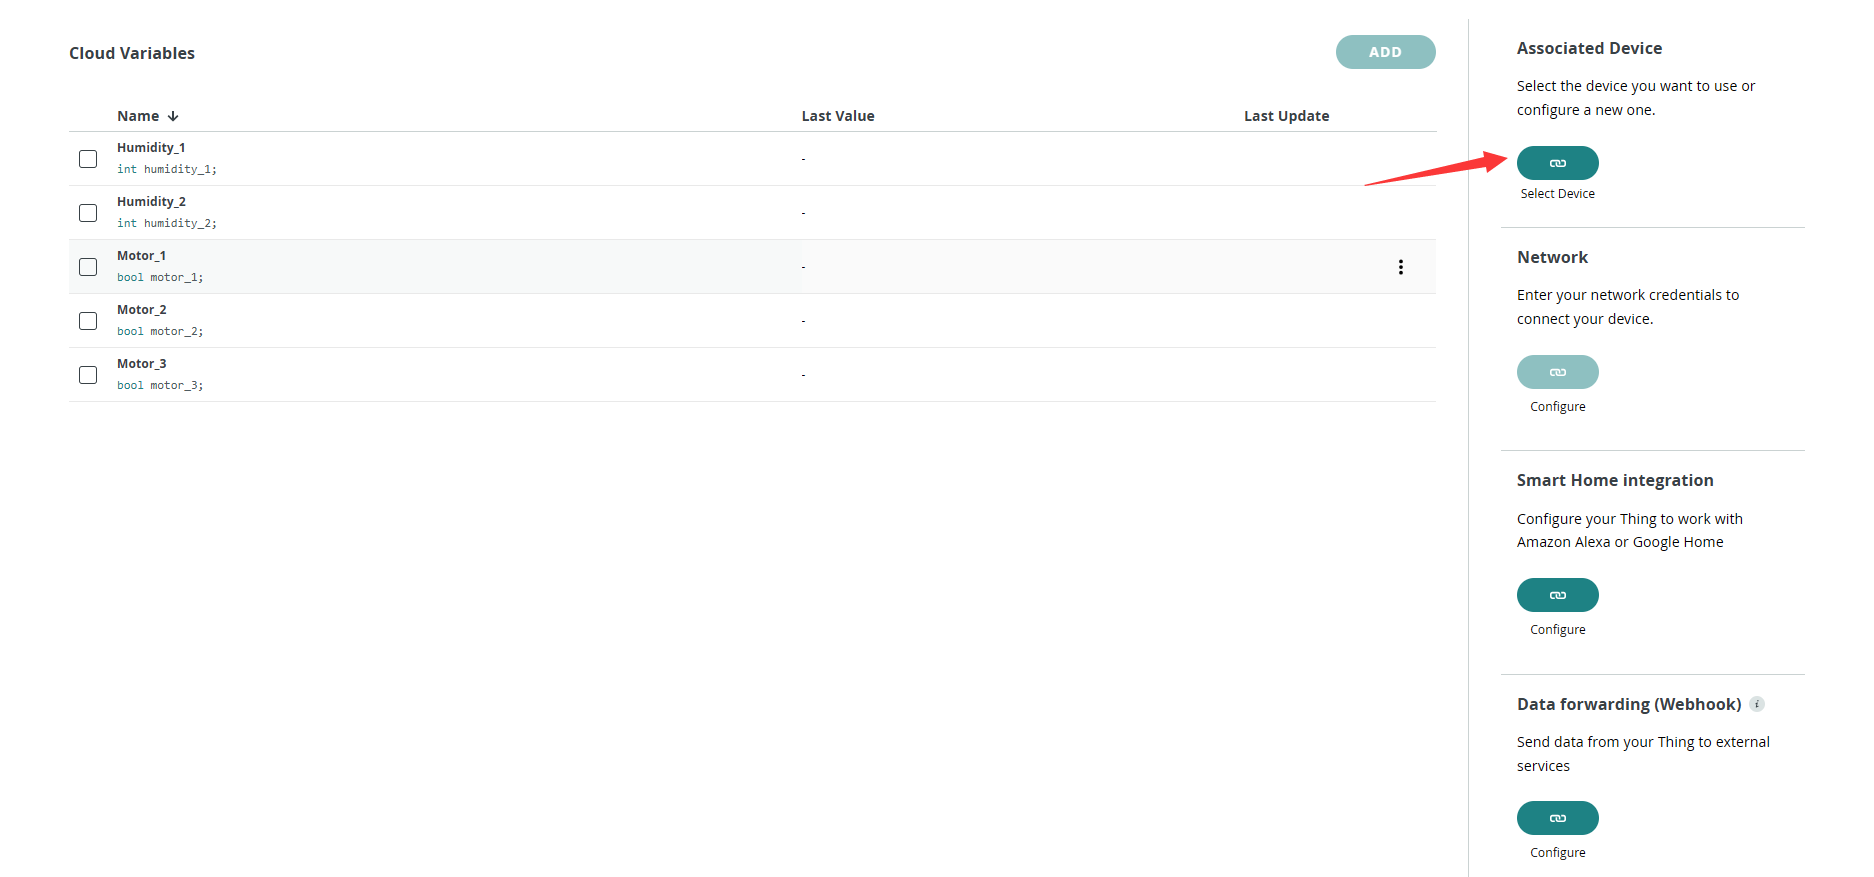 Cloud Variables
ADD
Name Last Value Last Update
Humidity_1
int humidity_1;
-
Humidity_2
int humidity_2;
-
Motor_1
bool motor_1;
-
Motor_2
bool motor_2;
-
Motor_3
bool motor_3;
-
Associated Device
Select the device you want to use or
configure a new one.
Select Device
Network
Enter your network credentials to
connect your device.
Configure
Smart Home integration
Configure your Thing to work with
Amazon Alexa or Google Home
Configure
Data forwarding (Webhook) i
Send data from your Thing to external
services
Configure